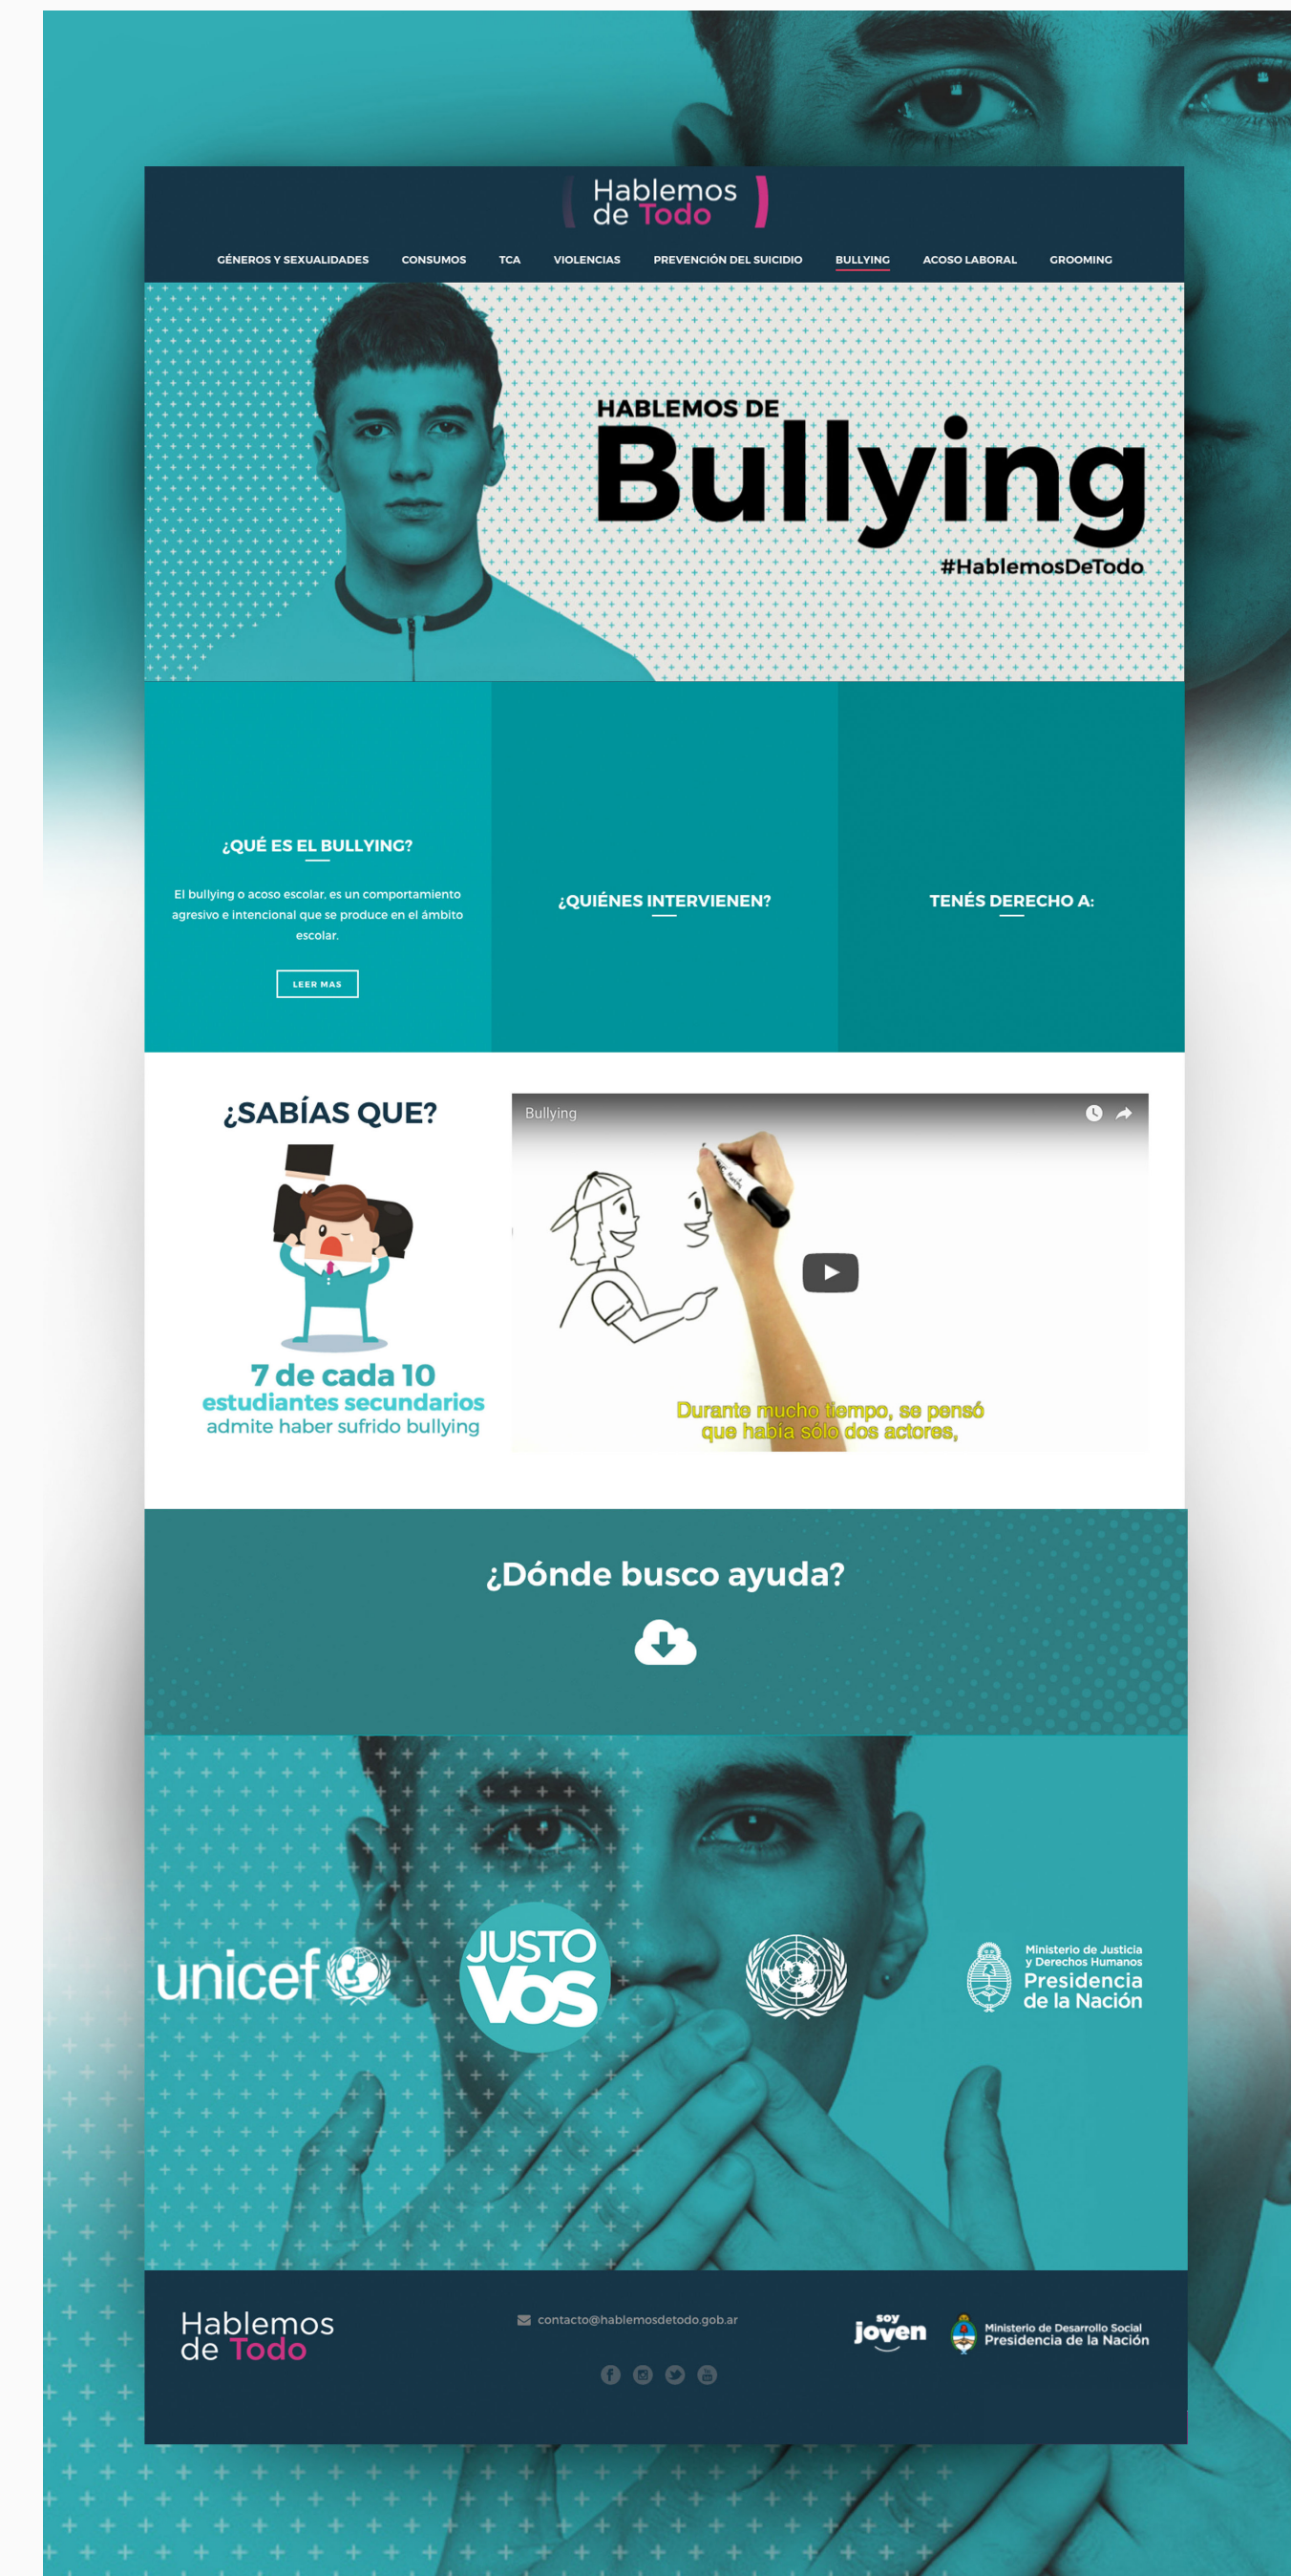 Hablemos
de Todo
GÉNEROS Y SEXUALIDADES CONSUMOS TCA VIOLENCIAS PREVENCIÓN DEL SUICIDIO BULLYING ACOSO LABORAL GROOMING
HABLEMOS DE
Bullying
#HablemosDeTodo
¿QUÉ ES EL BULLYING?
El bullying o acoso escolar, es un comportamiento
agresivo e intencional que se produce en el ámbito
escolar.
LEER MAS
¿QUIÉNES INTERVIENEN?
TENÉS DERECHO A:
¿SABÍAS QUE?
7 de cada 10
estudiantes secundarios
admite haber sufrido bullying
Bullying
Durante mucho tiempo, se pensó
que había sólo dos actores,
¿Dónde busco ayuda?
unicef
JUSTO
VOS
Ministerio de Justicia
y Derechos Humanos
Presidencia
de la Nación
Hablemos
de Todo
contacto@hablemosdetodo.gob.ar
soy
joven
Ministerio de Desarrollo Social
Presidencia de la Nación